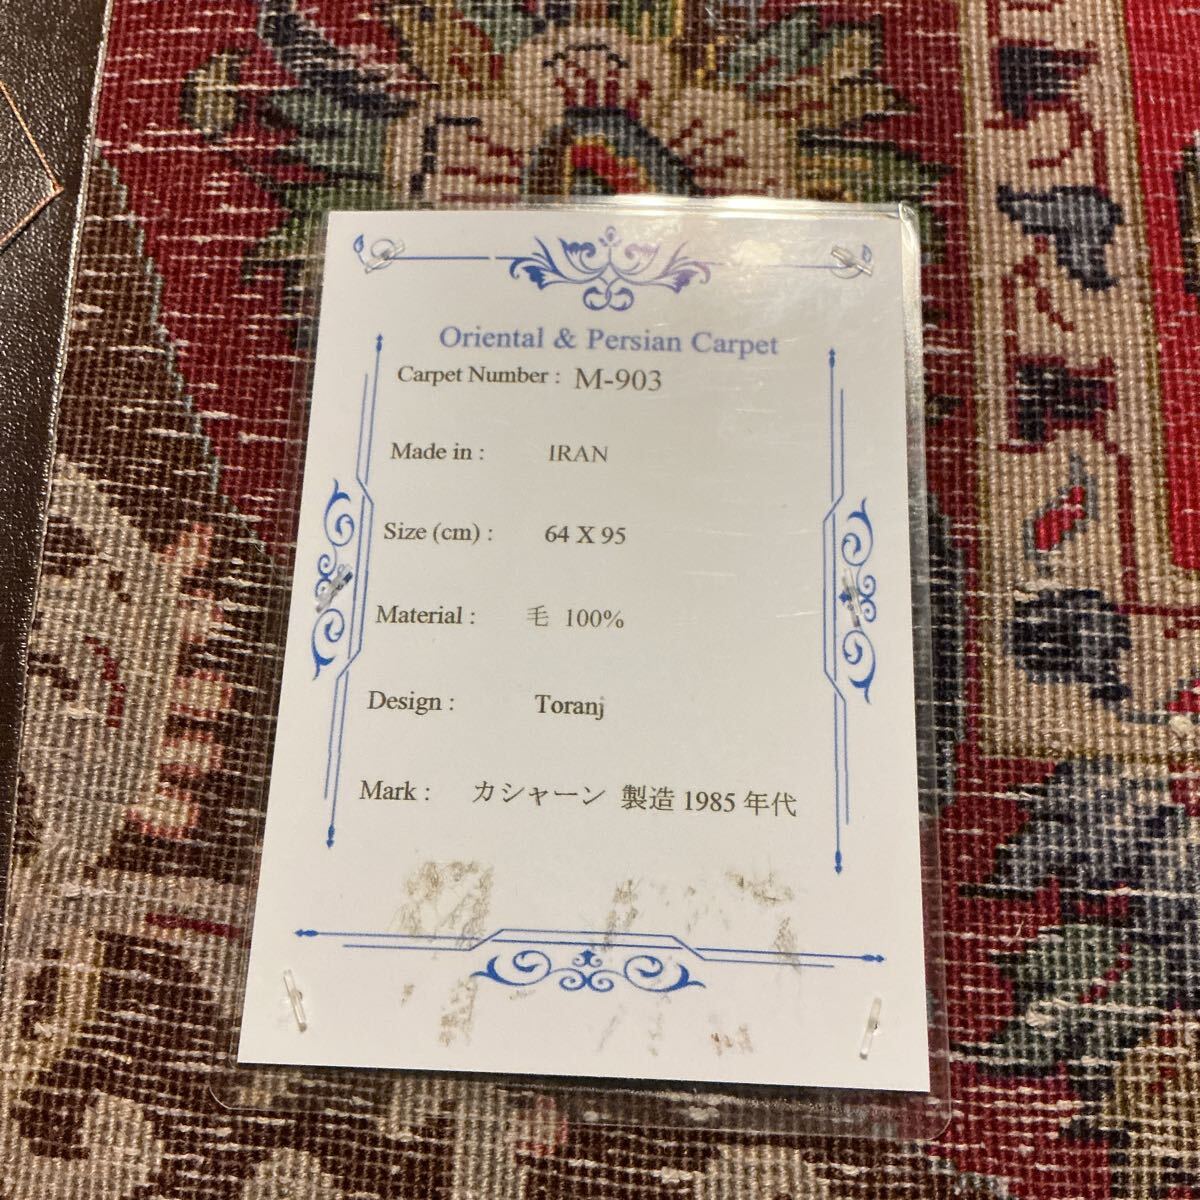 Oriental & Persian Carpet
Carpet Number : M-903
Made in : IRAN
Size (cm) : 64 X 95
Material : 毛 100%
Design : Toranj
Mark : カシャーン 製造 1985 年代